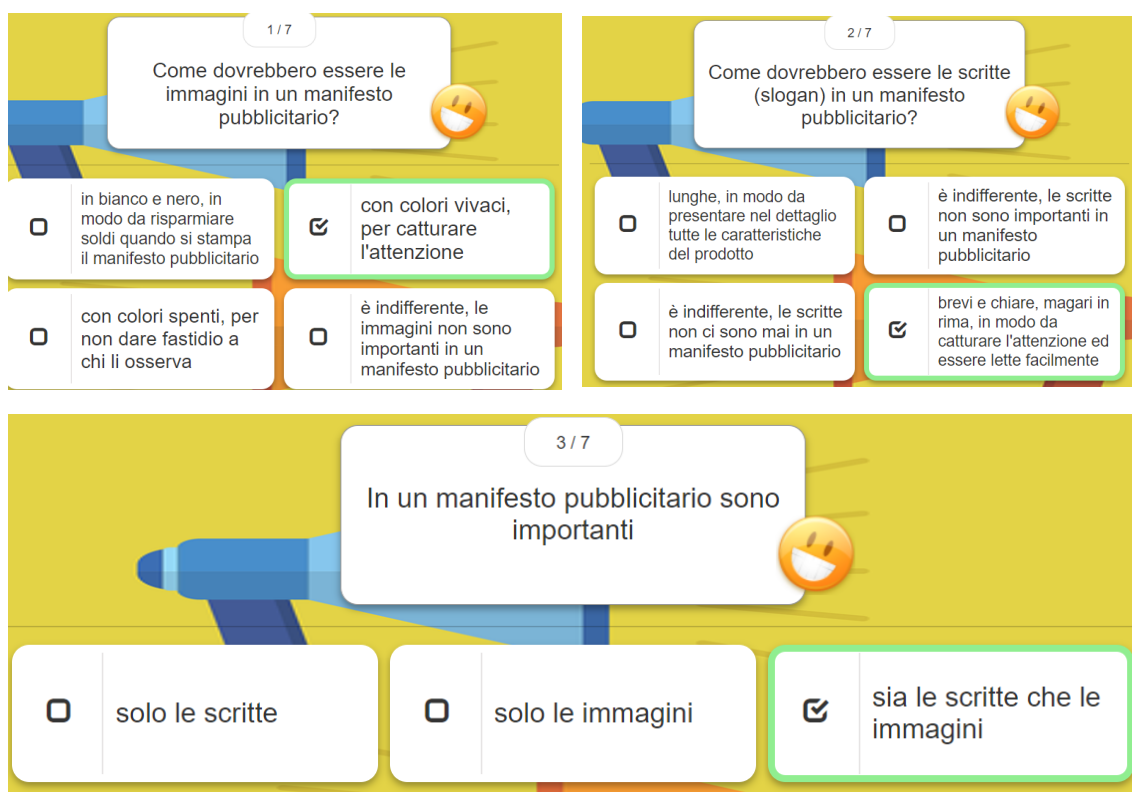 1 / 7
Come dovrebbero essere le
immagini in un manifesto
pubblicitario?
in bianco e nero, in
modo da risparmiare
soldi quando si stampa
il manifesto pubblicitario
con colori vivaci,
per catturare
l'attenzione
con colori spenti, per
non dare fastidio a
chi li osserva
è indifferente, le
immagini non sono
importanti in un
manifesto pubblicitario
2 / 7
Come dovrebbero essere le scritte
(slogan) in un manifesto
pubblicitario?
lunghe, in modo da
presentare nel dettaglio
tutte le caratteristiche
del prodotto
è indifferente, le scritte
non sono importanti in
un manifesto
pubblicitario
è indifferente, le scritte
non ci sono mai in un
manifesto pubblicitario
brevi e chiare, magari in
rima, in modo da
catturare l'attenzione ed
essere lette facilmente
3 / 7
In un manifesto pubblicitario sono
importanti
solo le scritte
solo le immagini
sia le scritte che le
immagini